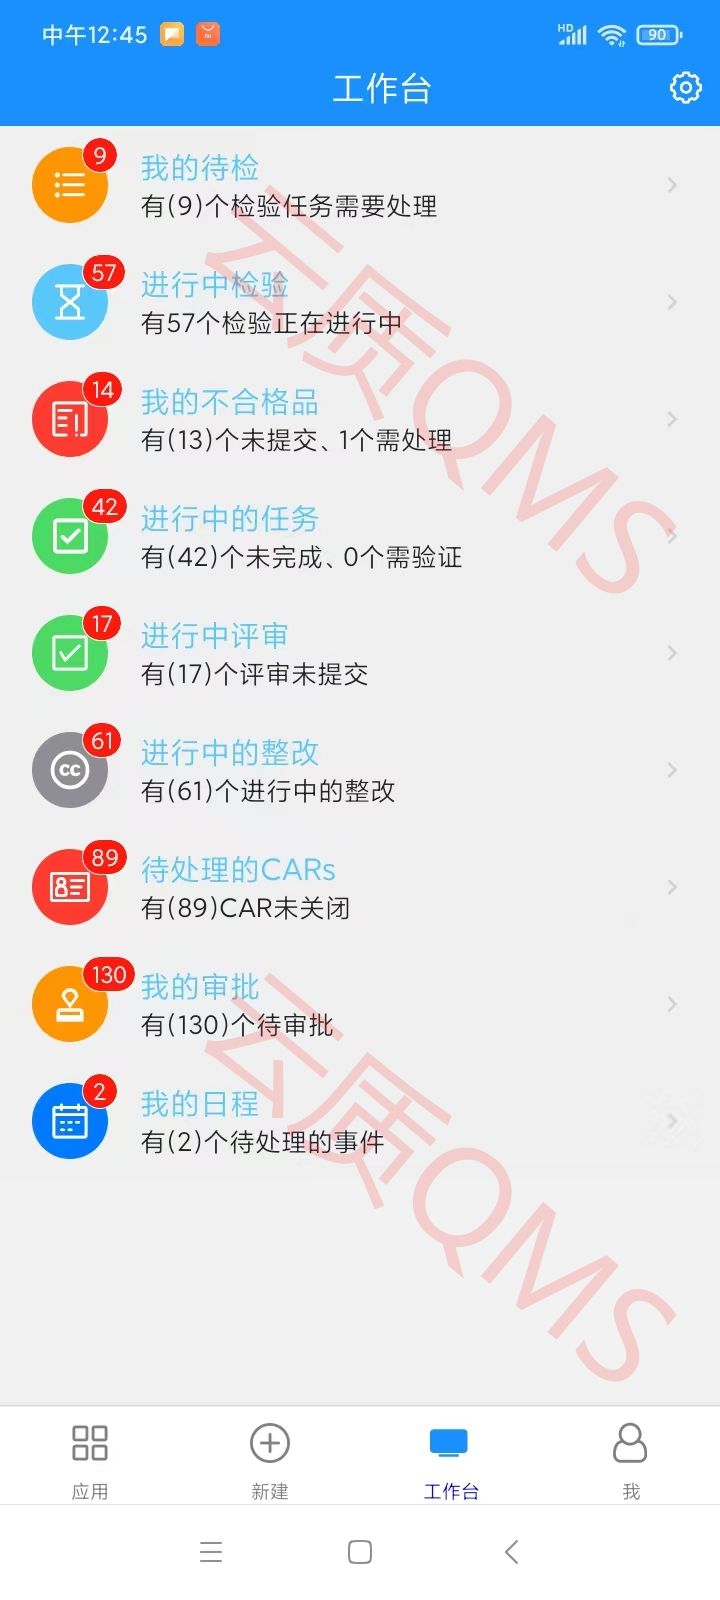 中午12:45
HD
90
工作台
9
我的待检
有(9)个检验任务需要处理
57
进行中检验
有57个检验正在进行中
14
我的不合格品
有(13)个未提交、1个需处理
42
进行中的任务
有(42)个未完成、0个需验证
17
进行中评审
有(17)个评审未提交
61
cc
进行中的整改
有(61)个进行中的整改
89
待处理的CARs
有(89)CAR未关闭
130
我的审批
有(130)个待审批
2
我的日程
有(2)个待处理的事件
云质QMS
云质QMS
应用
新建
工作台
我